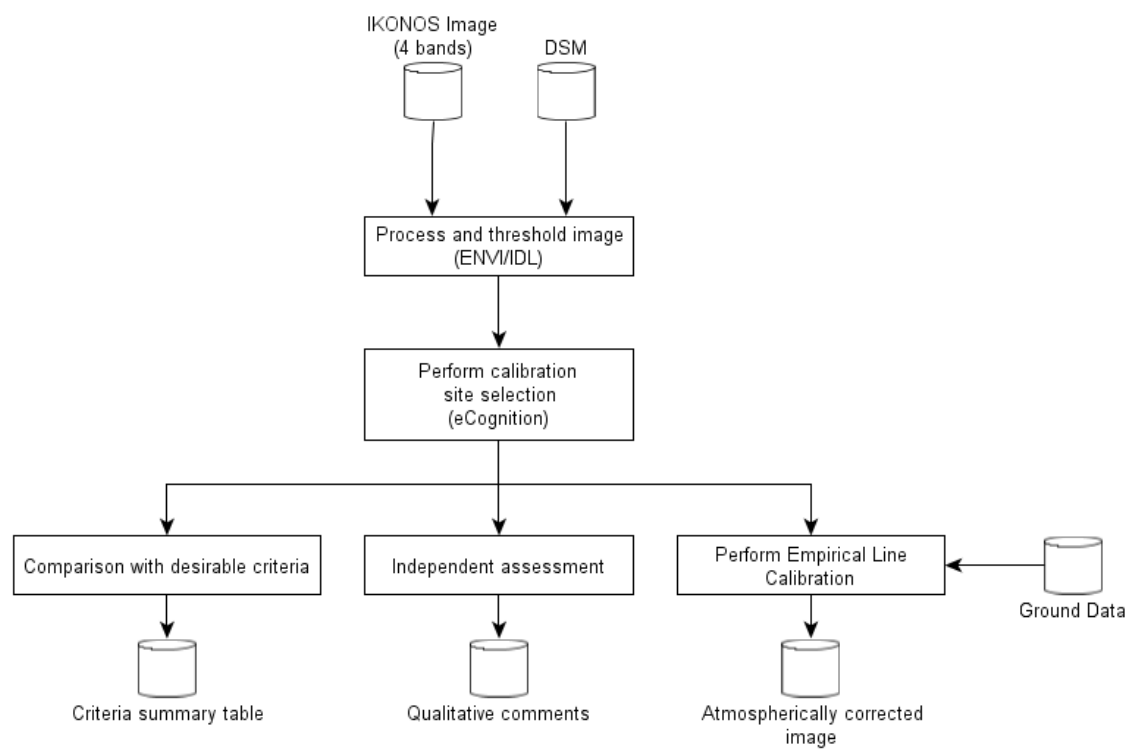 IKONOS Image
(4 bands)
DSM
Process and threshold image
(ENVI/IDL)
Perform calibration
site selection
(eCognition)
Comparison with desirable criteria
Independent assessment
Perform Empirical Line
Calibration
Ground Data
Criteria summary table
Qualitative comments
Atmospherically corrected
image